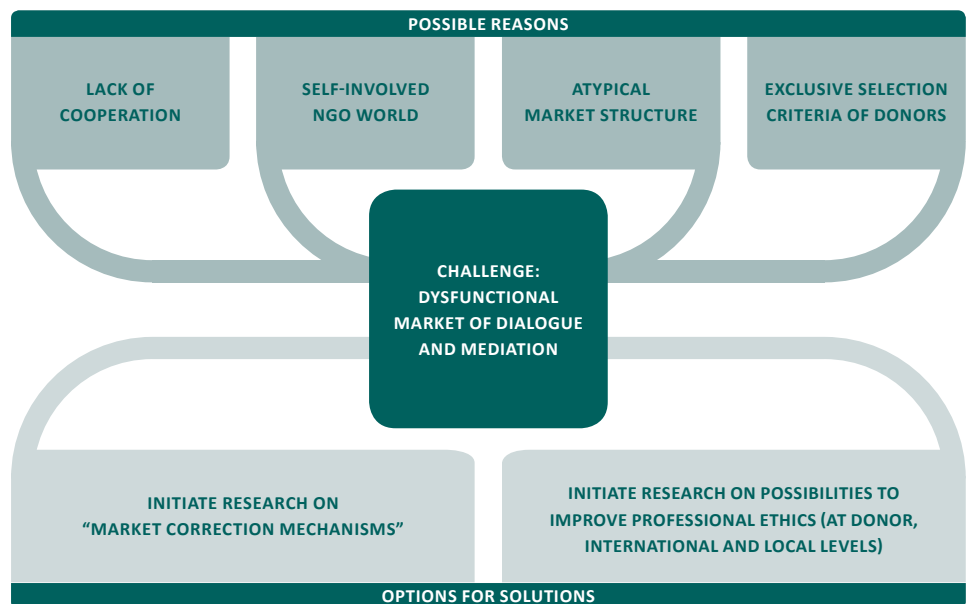 POSSIBLE REASONS
LACK OF
COOPERATION
SELF-INVOLVED
NGO WORLD
ATYPICAL
MARKET STRUCTURE
EXCLUSIVE SELECTION
CRITERIA OF DONORS
CHALLENGE:
DYSFUNCTIONAL
MARKET OF DIALOGUE
AND MEDIATION
INITIATE RESEARCH ON
“MARKET CORRECTION MECHANISMS”
INITIATE RESEARCH ON POSSIBILITIES TO
IMPROVE PROFESSIONAL ETHICS (AT DONOR,
INTERNATIONAL AND LOCAL LEVELS)
OPTIONS FOR SOLUTIONS